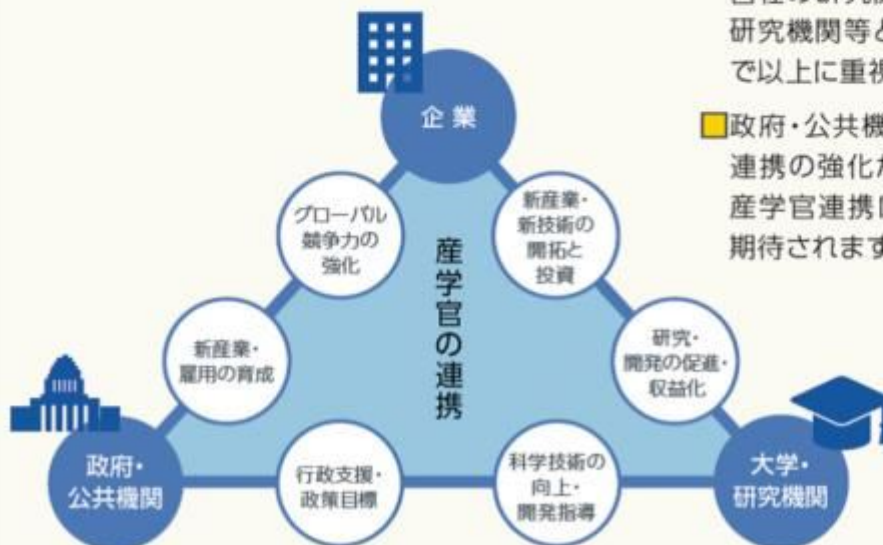 研究機関等と
で以上に重視
政府・公共機
連携の強化が
産学官連携に
期待されます
企業
グローバル
競争力の
強化
新産業・
新技術の
開拓と
投資
産学官の連携
新産業・
雇用の育成
研究・
開発の促進・
収益化
政府・
公共機関
行政支援・
政策目標
科学技術の
向上・
開発指導
大学・
研究機関